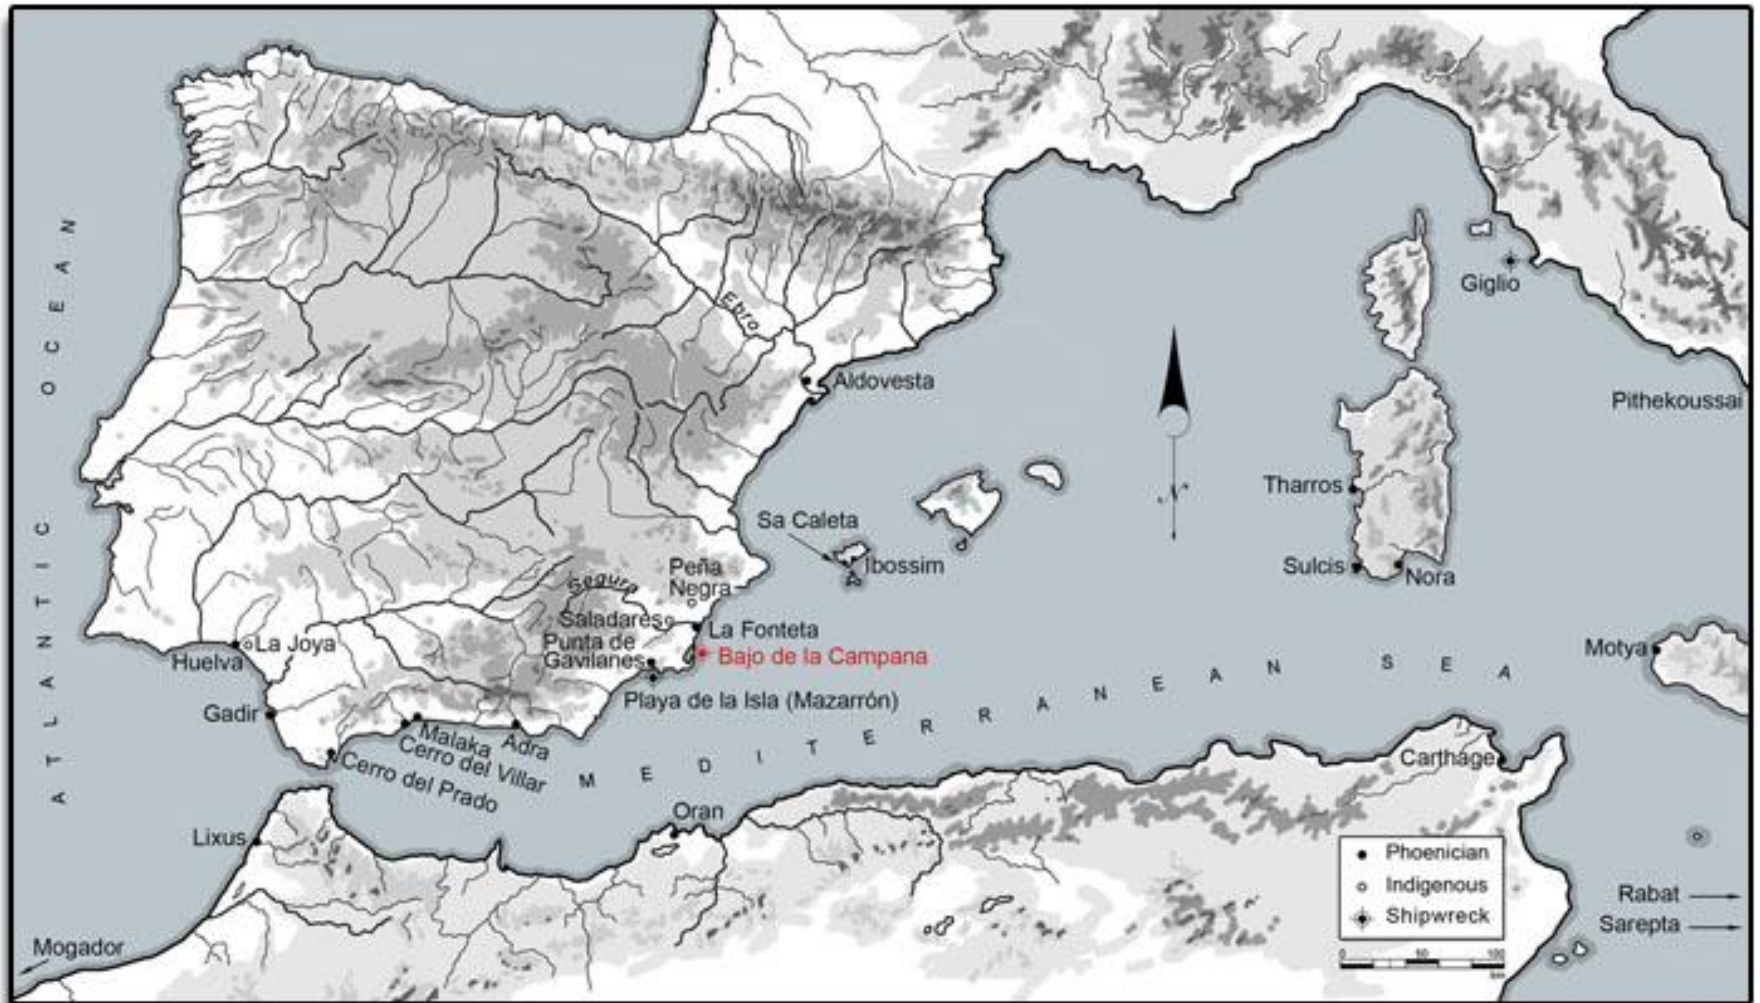 ATLANTIC OCEAN
Ebro
Giglio
Aldovesta
Pithekoussai
Tharros
N
Sa Caleta
Ibossim
Sulcis
Nora
Peña
Negra
Segura
Saladares
La Fonteta
Punta de
Gavilanes
Bajo de la Campana
Playa de la Isla (Mazarrón)
La Joya
Huelva
Gadir
Motya
MEDITERRANEAN SEA
Malaka
Adra
Cerro del Villar
Cerro del Prado
Carthage
Oran
Lixus
Mogador
Phoenician
Indigenous
Shipwreck
0 50 100
km
Rabat
Sarepta